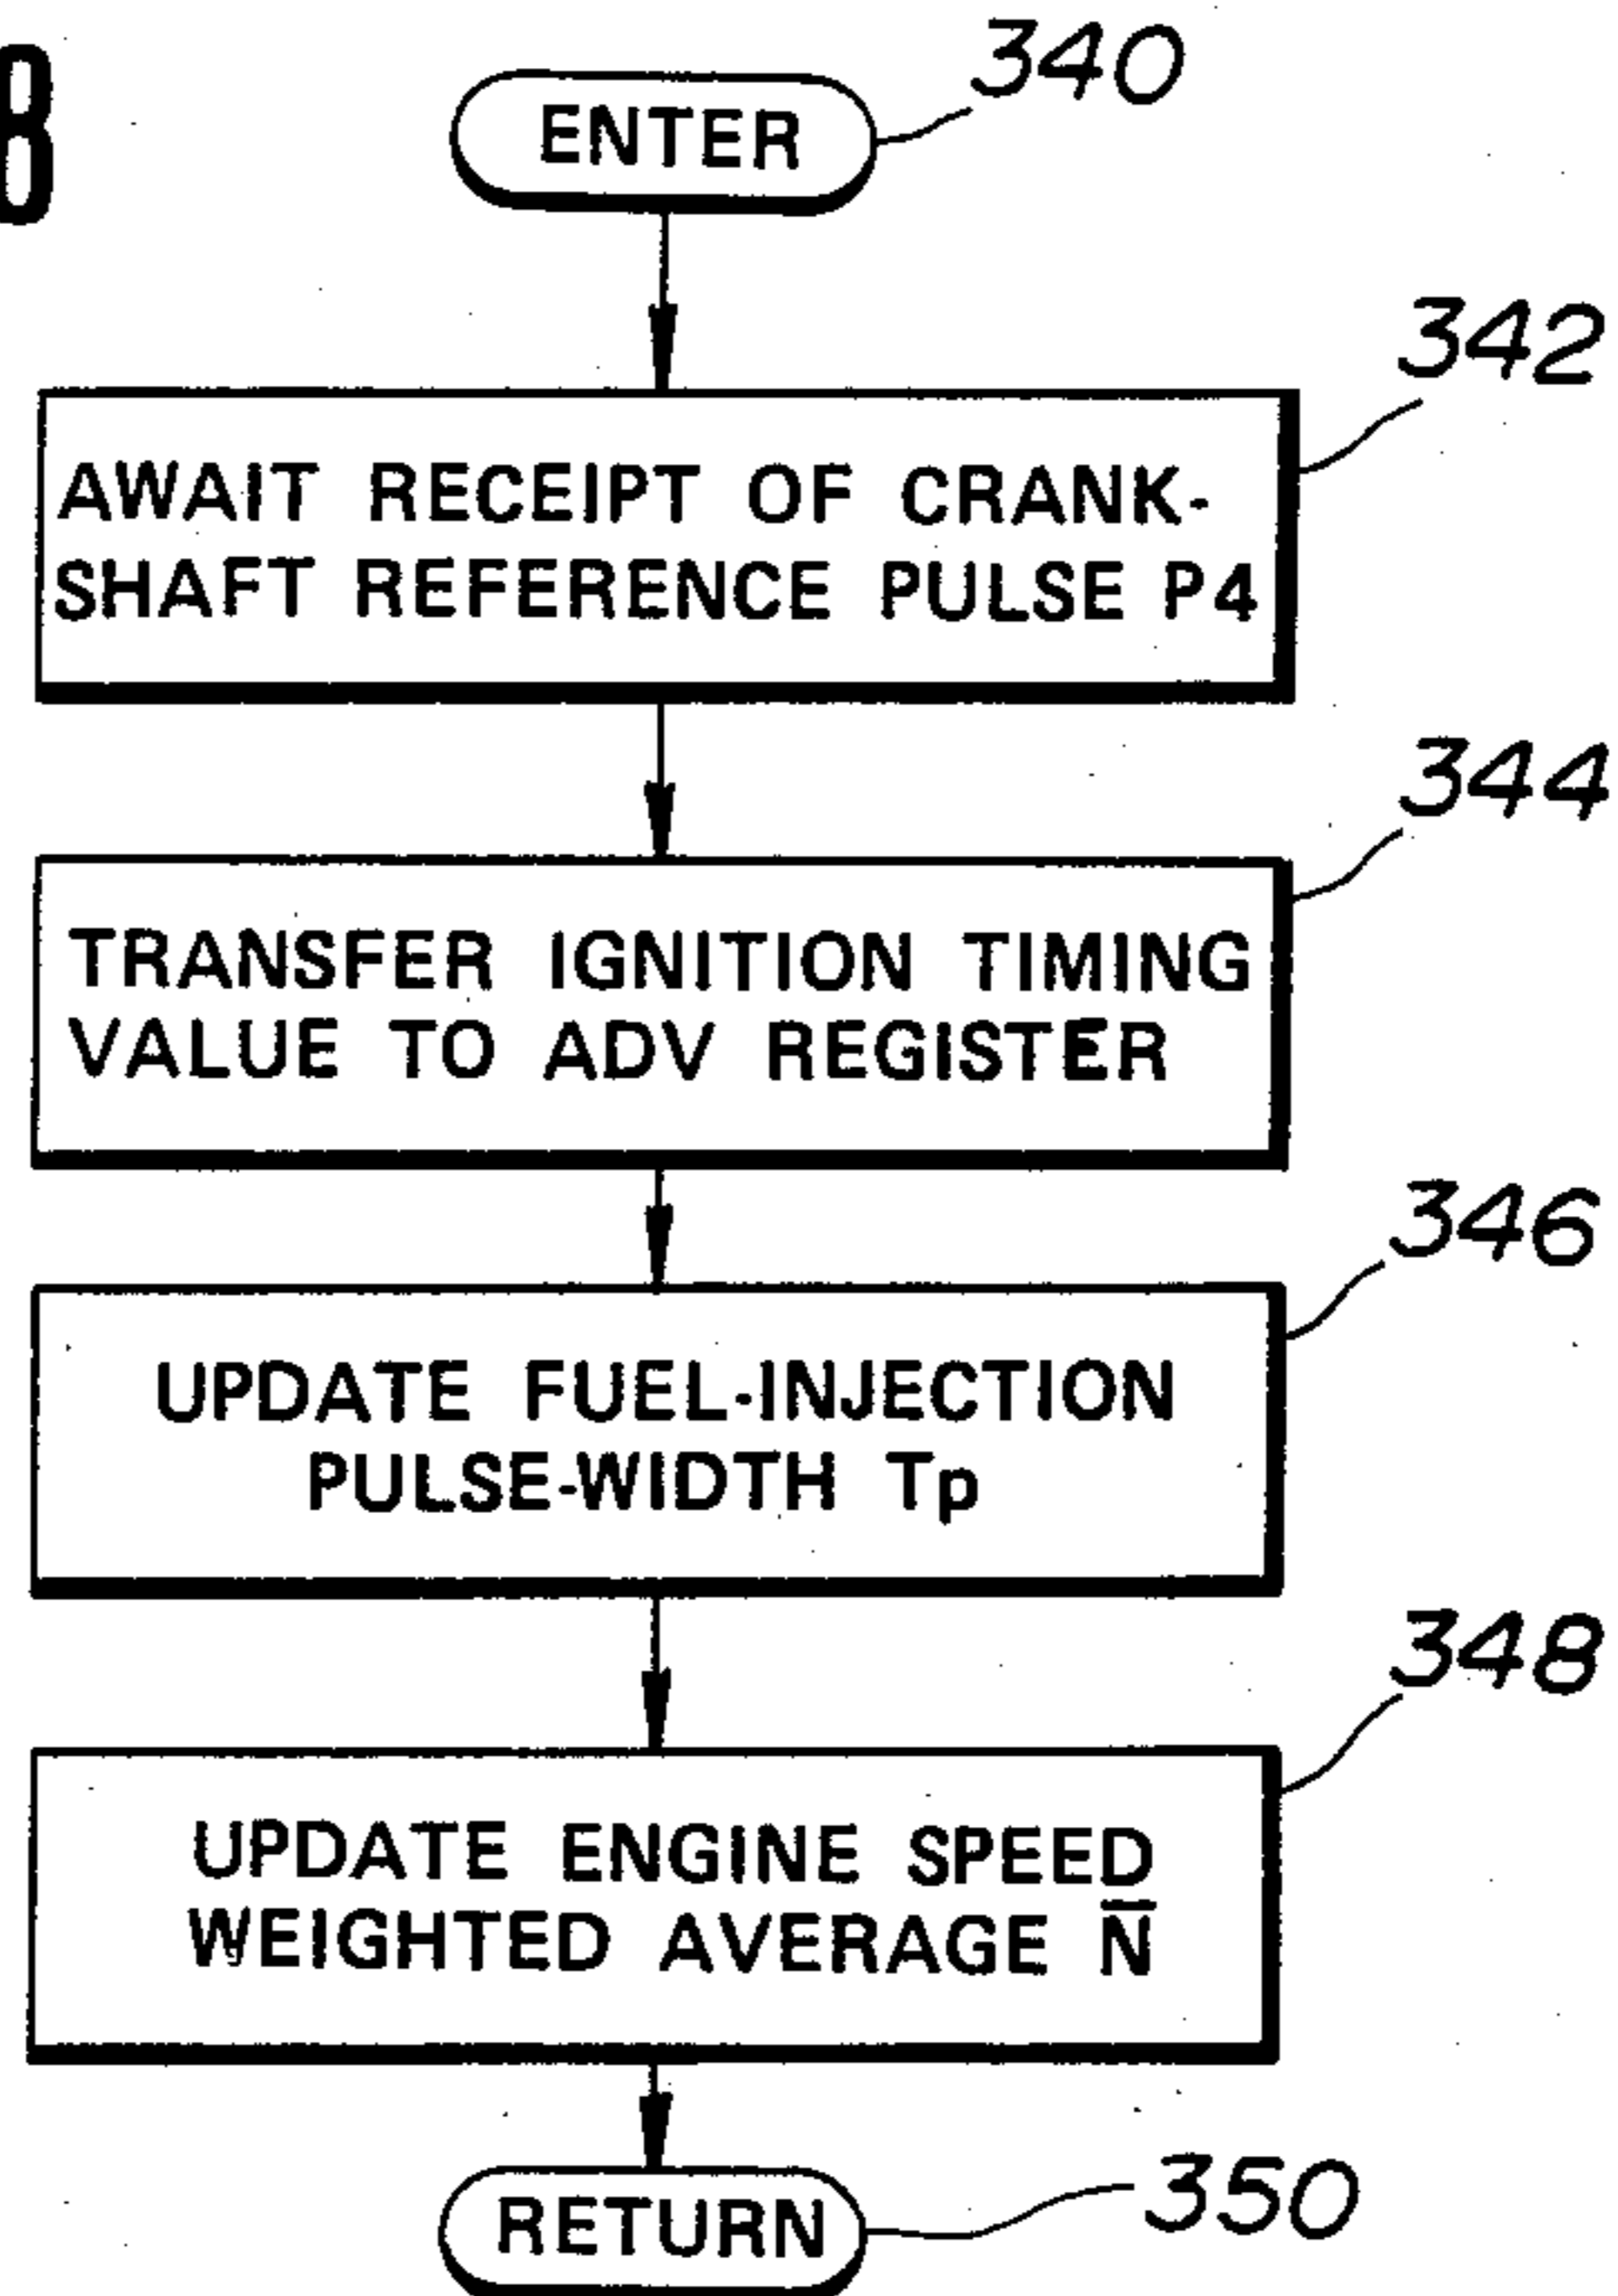 340
ENTER
342
AWAIT RECEIPT OF CRANK-
SHAFT REFERENCE PULSE P4
344
TRANSFER IGNITION TIMING
VALUE TO ADV REGISTER
346
UPDATE FUEL-INJECTION
PULSE-WIDTH Tp
348
UPDATE ENGINE SPEED
WEIGHTED AVERAGE N̅
RETURN
350